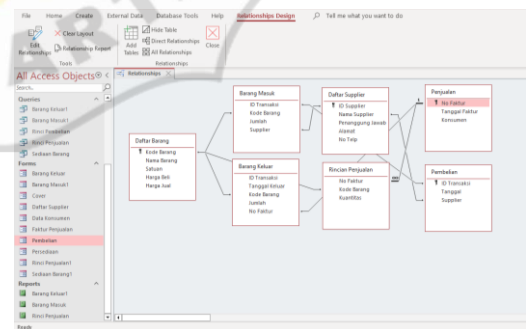 File Home Create External Data Database Tools Help Relationships Design Tell me what you want to do
Edit Relationships
Clear Layout
Relationship Report
Tools
Add Tables
Hide Table
Direct Relationships
All Relationships
Close
Relationships
All Access Objects
Search...
Relationships
Queries
Barang Keluar1
Barang Masuk1
Rinci Pembelian
Rinci Penjualan
Sediaan Barang
Forms
Barang Keluar
Barang Masuk1
Cover
Daftar Supplier
Data Konsumen
Faktur Penjualan
Pembelian
Persediaan
Rinci Penjualan1
Sediaan Barang1
Reports
Barang Keluar1
Barang Masuk
Rinci Penjualan
Ready
Daftar Barang
Kode Barang
Nama Barang
Satuan
Harga Beli
Harga Jual
Barang Masuk
ID Transaksi
Kode Barang
Jumlah
Supplier
Barang Keluar
ID Transaksi
Tanggal Keluar
Kode Barang
Jumlah
No Faktur
Daftar Supplier
ID Supplier
Nama Supplier
Penanggung Jawab
Alamat
No Telp
Rincian Penjualan
No Faktur
Kode Barang
Kuantitas
Penjualan
No Faktur
Tanggal Faktur
Konsumen
Pembelian
ID Transaksi
Tanggal
Supplier